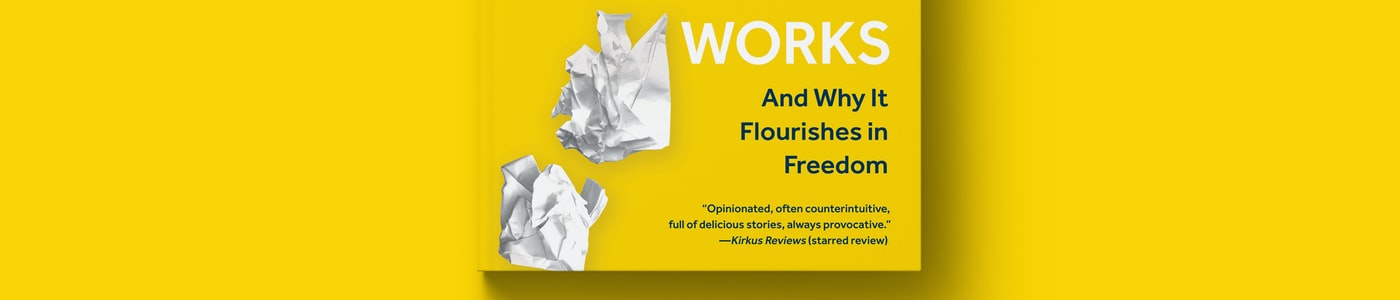 WORKS
And Why It
Flourishes in
Freedom
“Opinionated, often counterintuitive,
full of delicious stories, always provocative.”
—Kirkus Reviews (starred review)